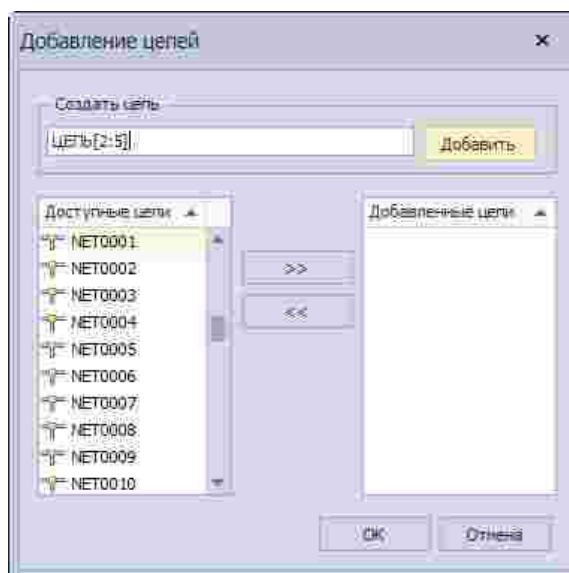 Добавление цепей
Создать цепь
ЦЕПЬ[2:5]
Добавить
Доступные цепи
Добавленные цепи
NET0001
NET0002
>>
NET0003
<<
NET0004
NET0005
NET0006
NET0007
NET0008
NET0009
NET0010
OK
Отмена